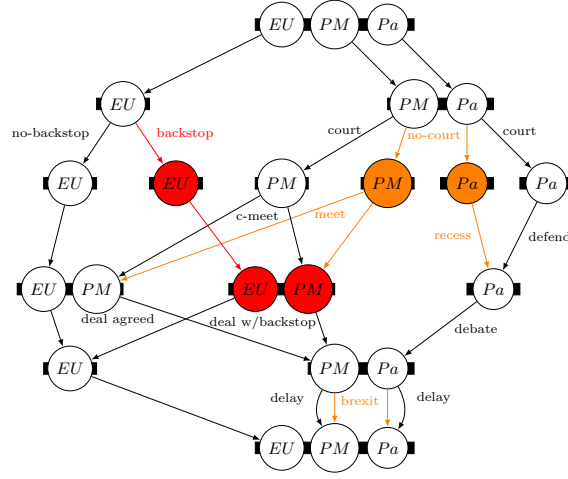 EU PM Pa
EU PM Pa
no-backstop backstop court no-court court
EU EU PM PM Pa Pa
c-meet meet recess defend
EU PM EU PM Pa
deal agreed deal w/backstop debate
EU PM Pa
delay brexit delay
EU PM Pa